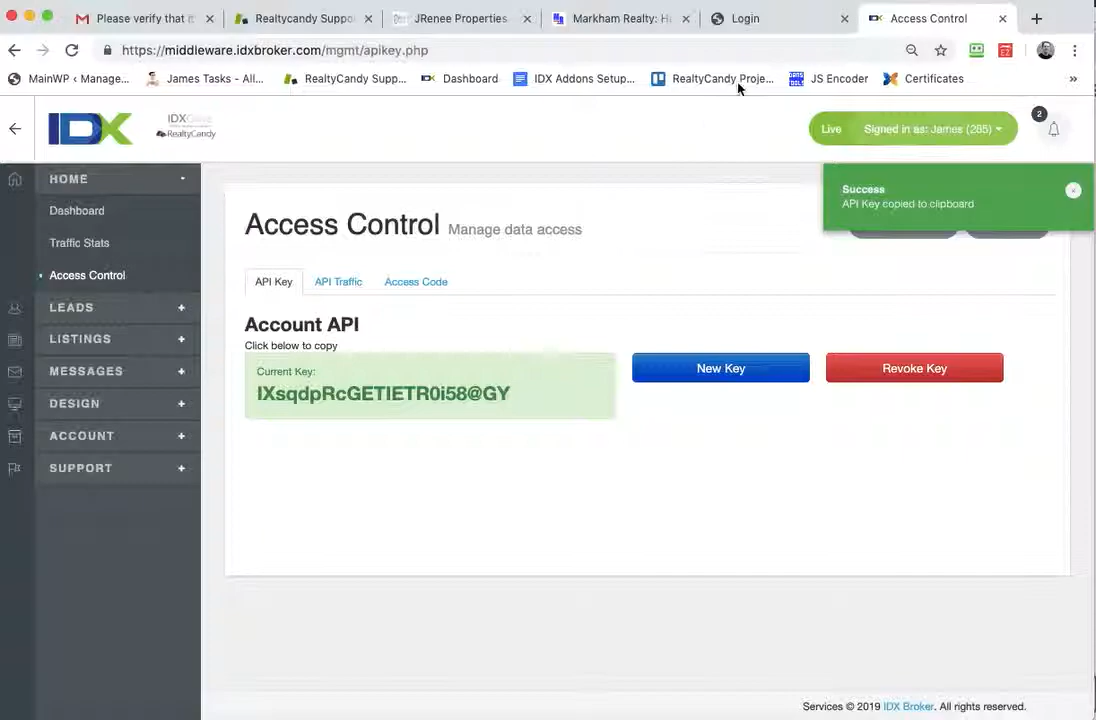 Please verify that it
Realtycandy Suppo
JRenee Properties
Markham Realty: H
Login
Access Control
https://middleware.idxbroker.com/mgmt/apikey.php
MainWP ‹ Manage...
James Tasks - All...
RealtyCandy Supp...
Dashboard
IDX Addons Setup...
RealtyCandy Proje...
JS Encoder
Certificates
»
IDX
RealtyCandy
Live
Signed in as: James (265)
2
HOME -
Dashboard
Traffic Stats
Access Control
LEADS +
LISTINGS +
MESSAGES +
DESIGN +
ACCOUNT +
SUPPORT +
Success
API Key copied to clipboard
Access Control Manage data access
API Key
API Traffic
Access Code
Account API
Click below to copy
Current Key:
IXsqdpRcGETIETR0i58@GY
New Key
Revoke Key
Services © 2019 IDX Broker. All rights reserved.